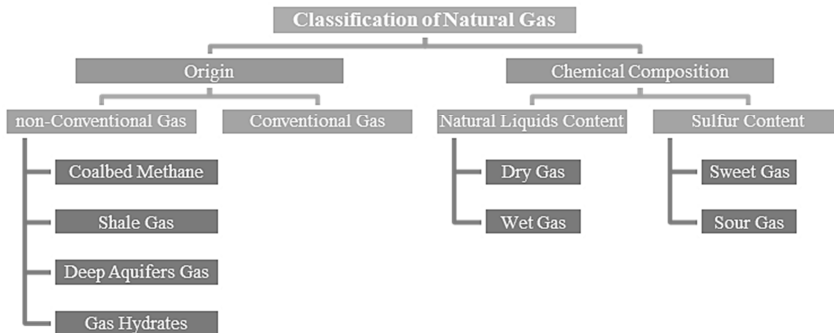 Classification of Natural Gas
Origin
Chemical Composition
non-Conventional Gas
Conventional Gas
Natural Liquids Content
Sulfur Content
Coalbed Methane
Dry Gas
Sweet Gas
Shale Gas
Wet Gas
Sour Gas
Deep Aquifers Gas
Gas Hydrates